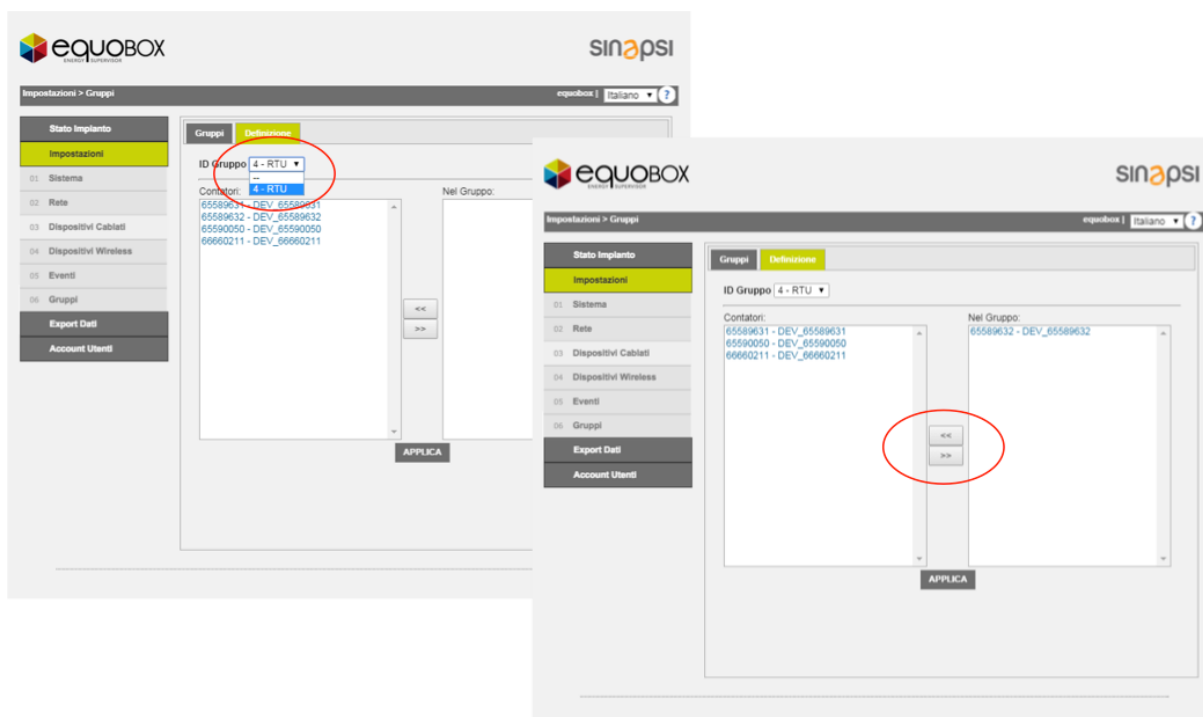 equobox
ENERGY SUPERVISOR
sinapsi
Impostazioni > Gruppi
equobox | Italiano ?
Stato Impianto
Impostazioni
01 Sistema
02 Rete
03 Dispositivi Cablati
04 Dispositivi Wireless
05 Eventi
06 Gruppi
Export Dati
Account Utenti
Gruppi Definizione
ID Gruppo 4 - RTU
--
4 - RTU
Contatori:
65589631 - DEV_65589631
65589632 - DEV_65589632
65590050 - DEV_65590050
66660211 - DEV_66660211
<<
>>
Nel Gruppo:
APPLICA
equobox
ENERGY SUPERVISOR
sinapsi
Impostazioni > Gruppi
equobox | Italiano ?
Stato Impianto
Impostazioni
01 Sistema
02 Rete
03 Dispositivi Cablati
04 Dispositivi Wireless
05 Eventi
06 Gruppi
Export Dati
Account Utenti
Gruppi Definizione
ID Gruppo 4 - RTU
Contatori:
65589631 - DEV_65589631
65590050 - DEV_65590050
66660211 - DEV_66660211
<<
>>
Nel Gruppo:
65589632 - DEV_65589632
APPLICA